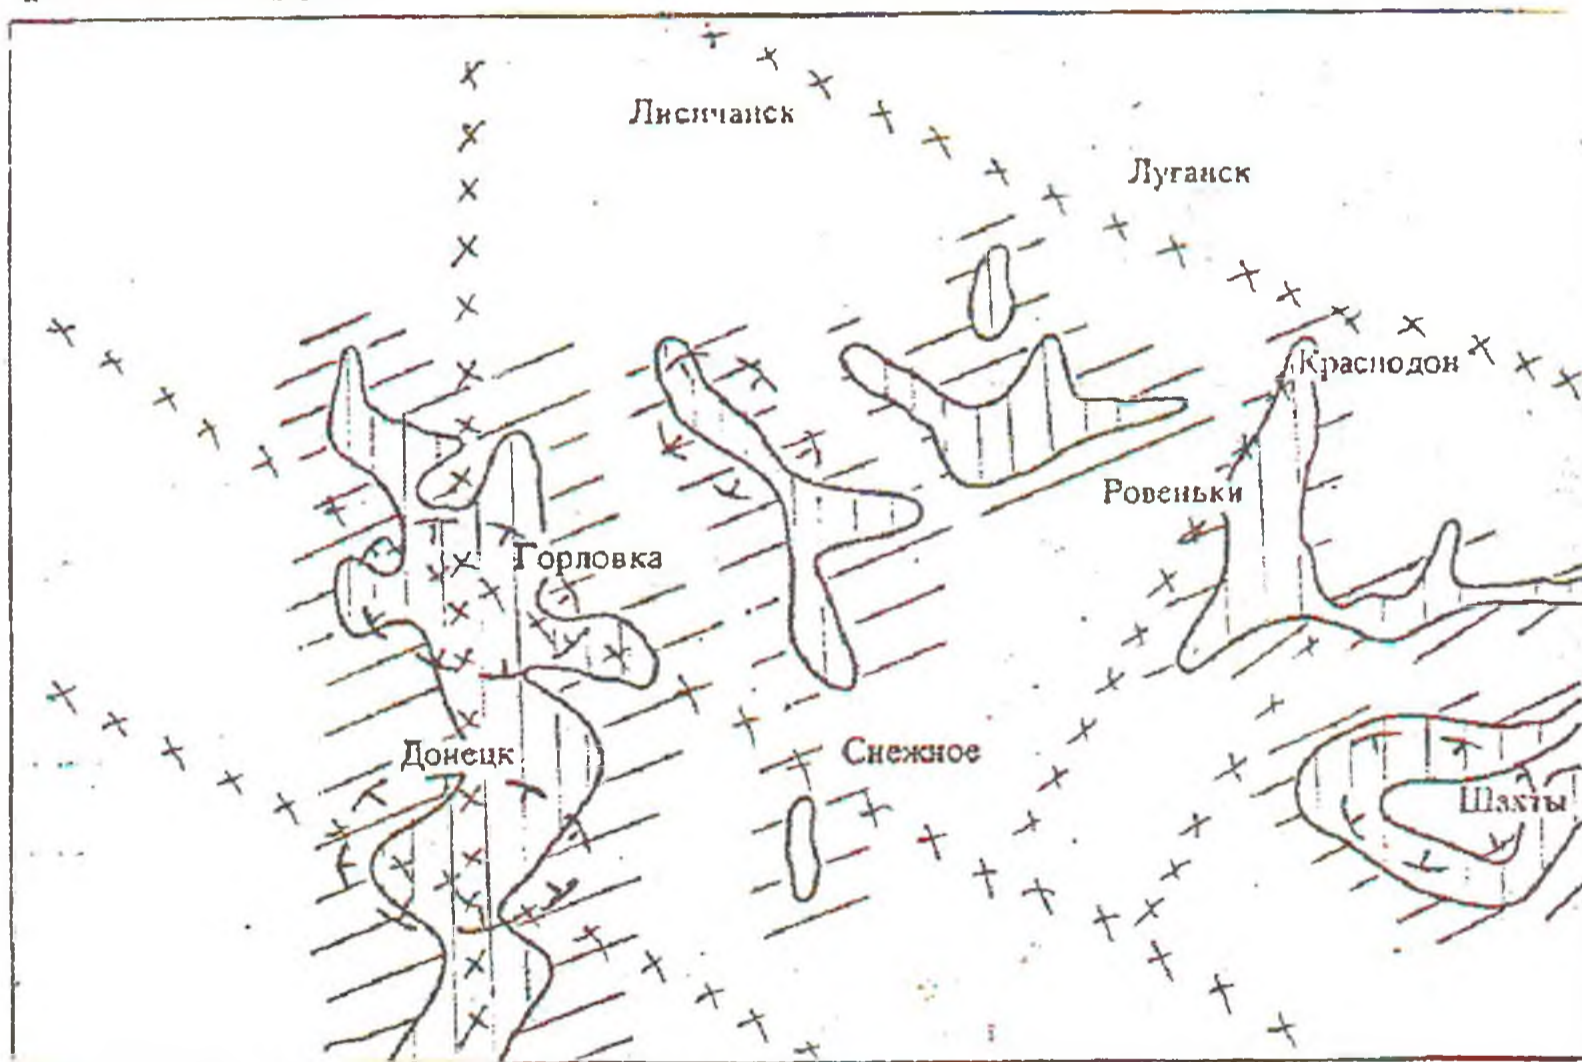 Лисичанск
Луганск
Краснодон
Ровеньки
Горловка
Донецк
Снежное
Шахты